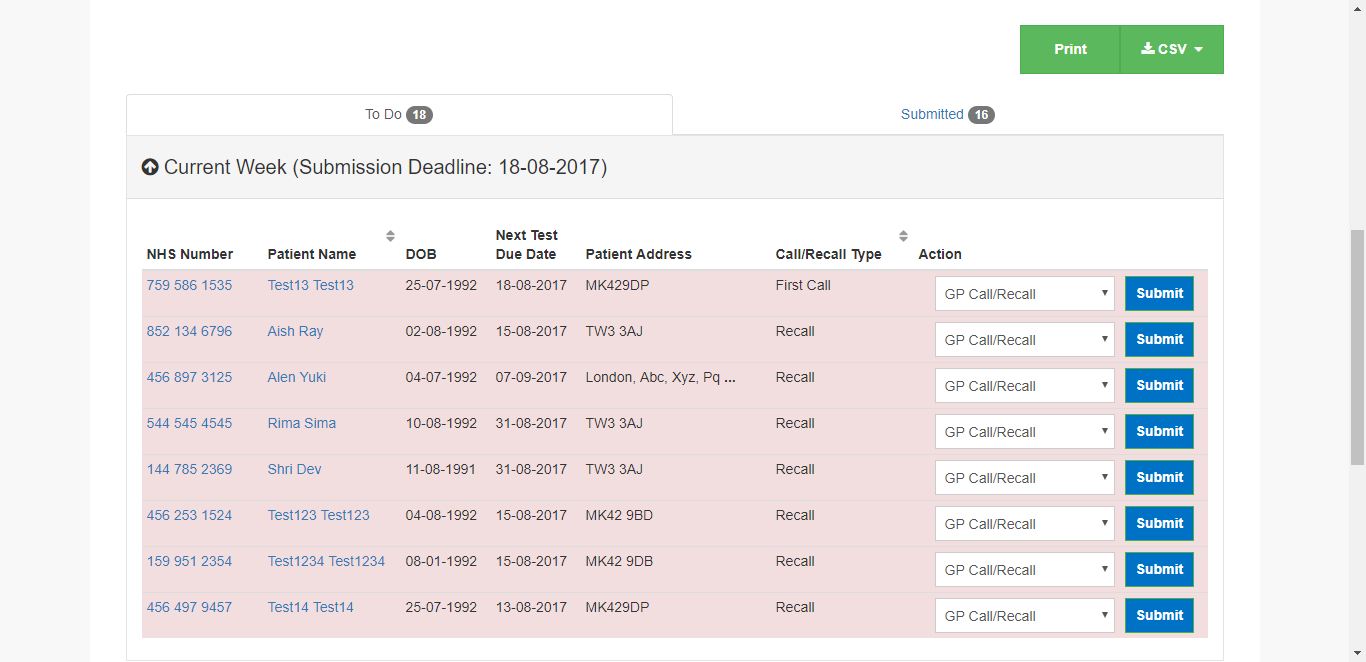 Print CSV
To Do 18 Submitted 16
Current Week (Submission Deadline: 18-08-2017)
NHS Number Patient Name DOB Next Test Due Date Patient Address Call/Recall Type Action
759 586 1535 Test13 Test13 25-07-1992 18-08-2017 MK429DP First Call GP Call/Recall Submit
852 134 6796 Aish Ray 02-08-1992 15-08-2017 TW3 3AJ Recall GP Call/Recall Submit
456 897 3125 Alen Yuki 04-07-1992 07-09-2017 London, Abc, Xyz, Pq ... Recall GP Call/Recall Submit
544 545 4545 Rima Sima 10-08-1992 31-08-2017 TW3 3AJ Recall GP Call/Recall Submit
144 785 2369 Shri Dev 11-08-1991 31-08-2017 TW3 3AJ Recall GP Call/Recall Submit
456 253 1524 Test123 Test123 04-08-1992 15-08-2017 MK42 9BD Recall GP Call/Recall Submit
159 951 2354 Test1234 Test1234 08-01-1992 15-08-2017 MK42 9DB Recall GP Call/Recall Submit
456 497 9457 Test14 Test14 25-07-1992 13-08-2017 MK429DP Recall GP Call/Recall Submit